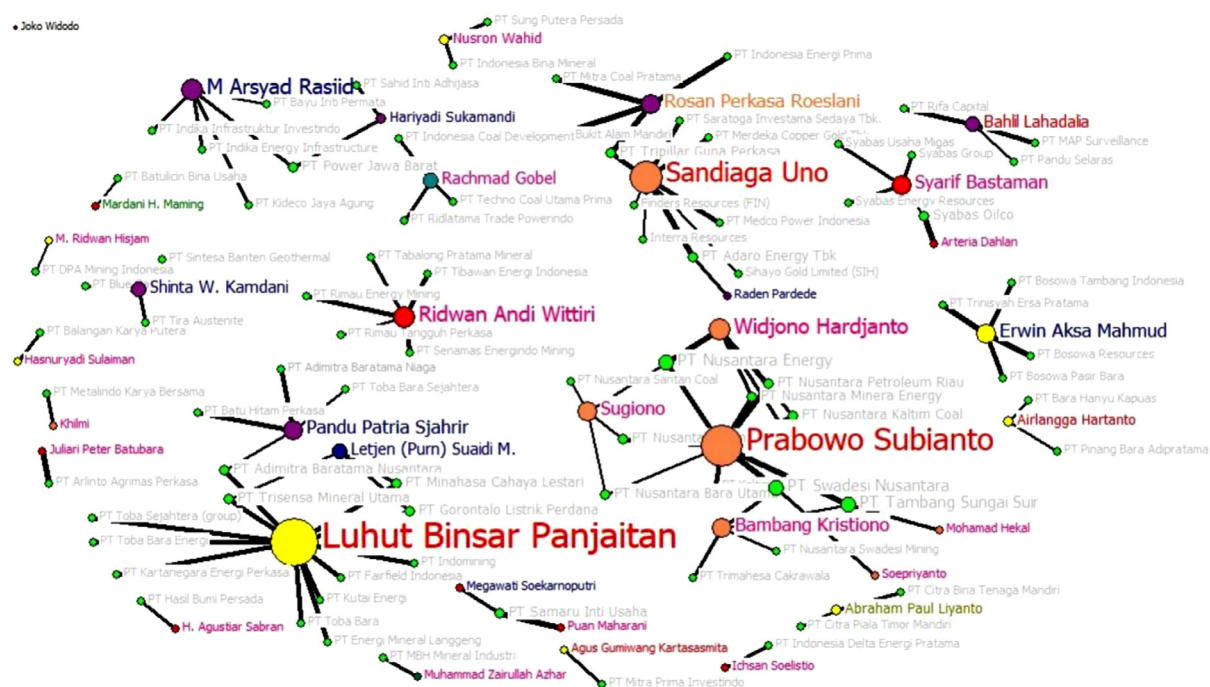 Joko Widodo
PT Sung Putera Persada
Nusron Wahid
PT Indonesia Bina Mineral
PT Indonesia Energi Prima
M Arsyad Rasjid
PT Sahid Inti Adhijasa
PT Mitra Coal Pratama
Rosan Perkasa Roeslani
PT Bayu Inti Permata
Hariyadi Sukamandi
PT Rifa Capital
Bahlil Lahadalia
PT Saratoga Investama Sedaya Tbk.
PT Indika Infrastruktur Investindo
PT Indonesia Coal Development
Bukit Alam Mandiri
PT Merdeka Copper Gold Tbk.
PT MAP Surveillance
PT Indika Energy Infrastructure
Syabas Usaha Migas
PT Tripillar Guna Perkasa
Syabas Group
PT Pandu Selaras
PT Power Jawa Barat
Sandiaga Uno
PT Batulicin Bina Usaha
Rachmad Gobel
Syarif Bastaman
Mardani H. Maming
PT Kideco Jaya Agung
PT Techno Coal Utama Prima
Finders Resources (FIN)
Syabas Energy Resources
PT Ridlatama Trade Powerindo
PT Medco Power Indonesia
Syabas Oilco
M. Ridwan Hisjam
Interra Resources
Arteria Dahlan
PT Sintesa Banten Geothermal
PT Tabalong Pratama Mineral
PT Adaro Energy Tbk
PT DPA Mining Indonesia
PT Tibawan Energi Indonesia
Sihayo Gold Limited (SIH)
PT Blue
Shinta W. Kamdani
PT Rimau Energy Mining
Raden Pardede
PT Bosowa Tambang Indonesia
PT Trinisyah Ersa Pratama
PT Tira Austenite
Ridwan Andi Wittiri
Widjono Hardjanto
PT Balangan Karya Putera
PT Rimau Tangguh Perkasa
Erwin Aksa Mahmud
PT Senamas Energindo Mining
PT Bosowa Resources
Hasnuryadi Sulaiman
PT Nusantara Energy
PT Adimitra Baratama Niaga
PT Nusantara Santan Coal
PT Nusantara Petroleum Riau
PT Bosowa Pasir Bara
PT Toba Bara Sejahtera
PT Nusantara Minera Energy
PT Metalindo Karya Bersama
PT Bara Hanyu Kapuas
PT Batu Hitam Perkasa
Sugiono
PT Nusantara Kaltim Coal
Khilmi
Airlangga Hartanto
Pandu Patria Sjahrir
PT Nusantara
Prabowo Subianto
Juliari Peter Batubara
Letjen (Purn) Suaidi M.
PT Pinang Bara Adipratama
PT Adimitra Baratama Nusantara
PT Arlinto Agrimas Perkasa
PT Minahasa Cahaya Lestari
PT Swadesi Nusantara
PT Trisensa Mineral Utama
PT Nusantara Bara Utama
PT Tambang Sungai Sur
PT Gorontalo Listrik Perdana
PT Toba Sejahtera (group)
Bambang Kristiono
Mohamad Hekal
Luhut Binsar Panjaitan
PT Toba Bara Energi
PT Nusantara Swadesi Mining
PT Indomining
PT Kartanegara Energi Perkasa
PT Fairfield Indonesia
PT Trimahesa Cakrawala
Soepriyanto
Megawati Soekarnoputri
PT Citra Bina Tenaga Mandiri
PT Hasil Bumi Persada
PT Kutai Energi
Abraham Paul Liyanto
PT Samaru Inti Usaha
PT Toba Bara
PT Citra Piala Timor Mandiri
H. Agustiar Sabran
Puan Maharani
PT Energi Mineral Langgeng
PT Indonesia Delta Energi Pratama
Agus Gumiwang Kartasasmita
PT MBH Mineral Industri
Ichsan Soelistio
Muhammad Zairullah Azhar
PT Mitra Prima Investindo